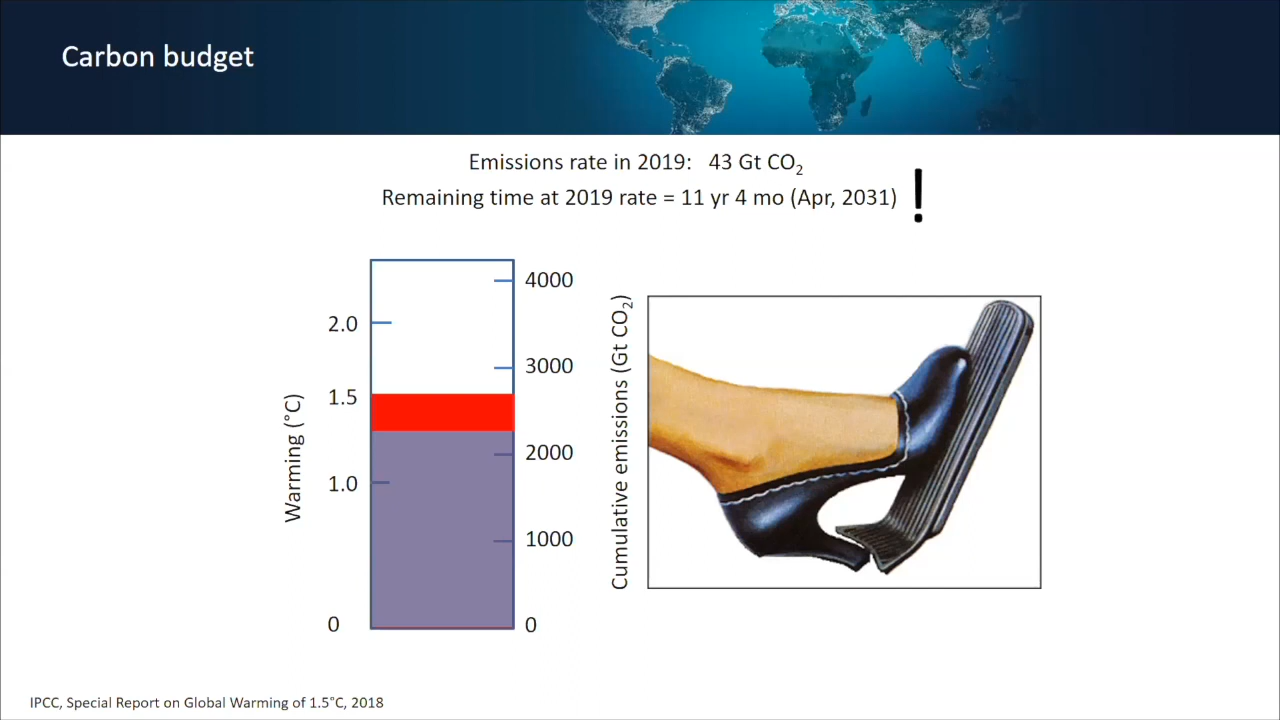 Carbon budget
Emissions rate in 2019: 43 Gt CO₂
Remaining time at 2019 rate = 11 yr 4 mo (Apr, 2031)
!
Warming (°C)
2.0
1.5
1.0
0
4000
3000
2000
1000
0
Cumulative emissions (Gt CO₂)
IPCC, Special Report on Global Warming of 1.5°C, 2018